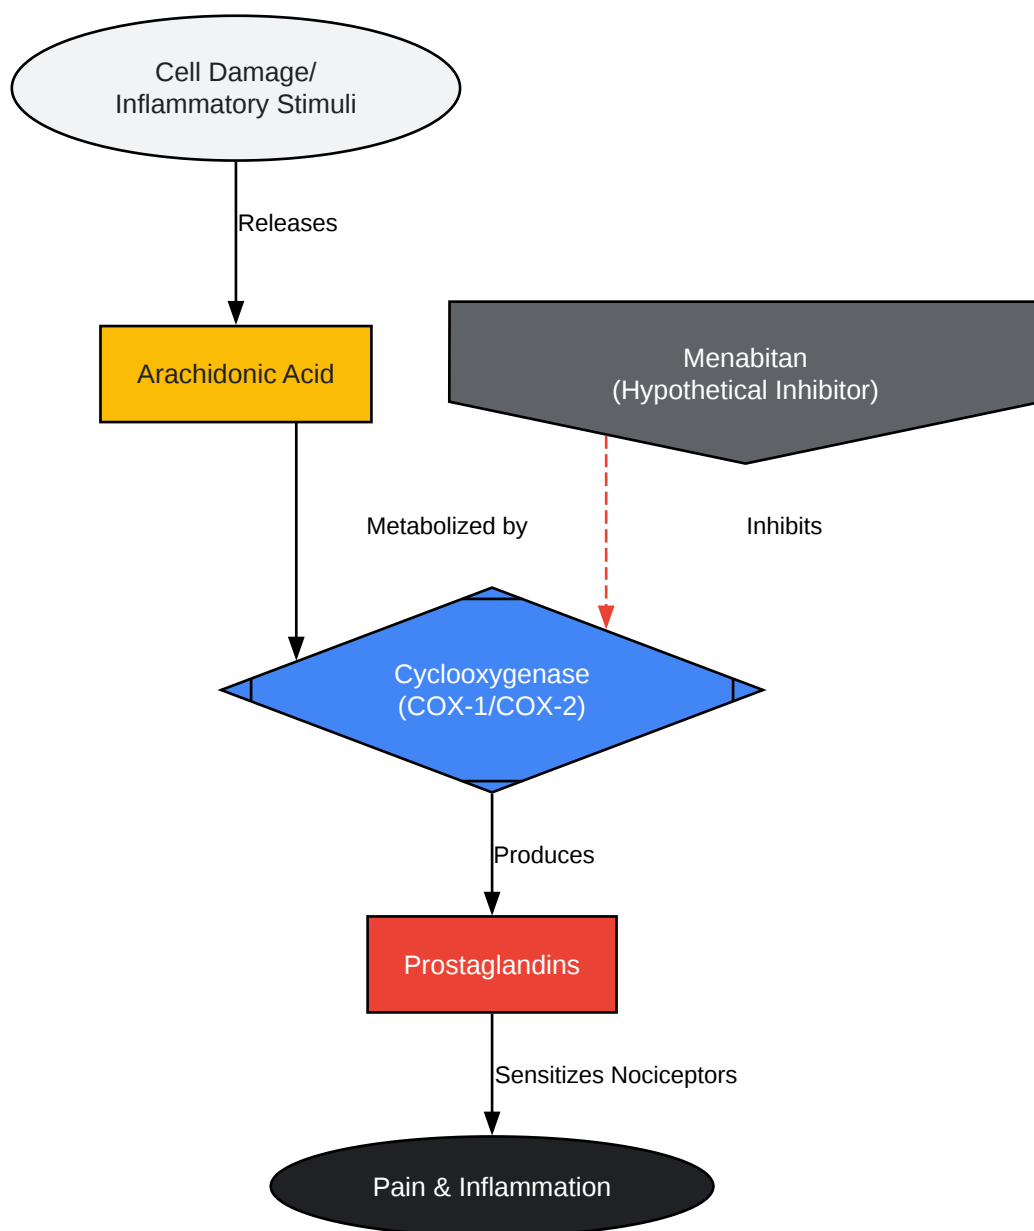 Cell Damage/
Inflammatory Stimuli
Releases
Arachidonic Acid
Menabitan
(Hypothetical Inhibitor)
Metabolized by
Inhibits
Cyclooxygenase
(COX-1/COX-2)
Produces
Prostaglandins
Sensitizes Nociceptors
Pain & Inflammation